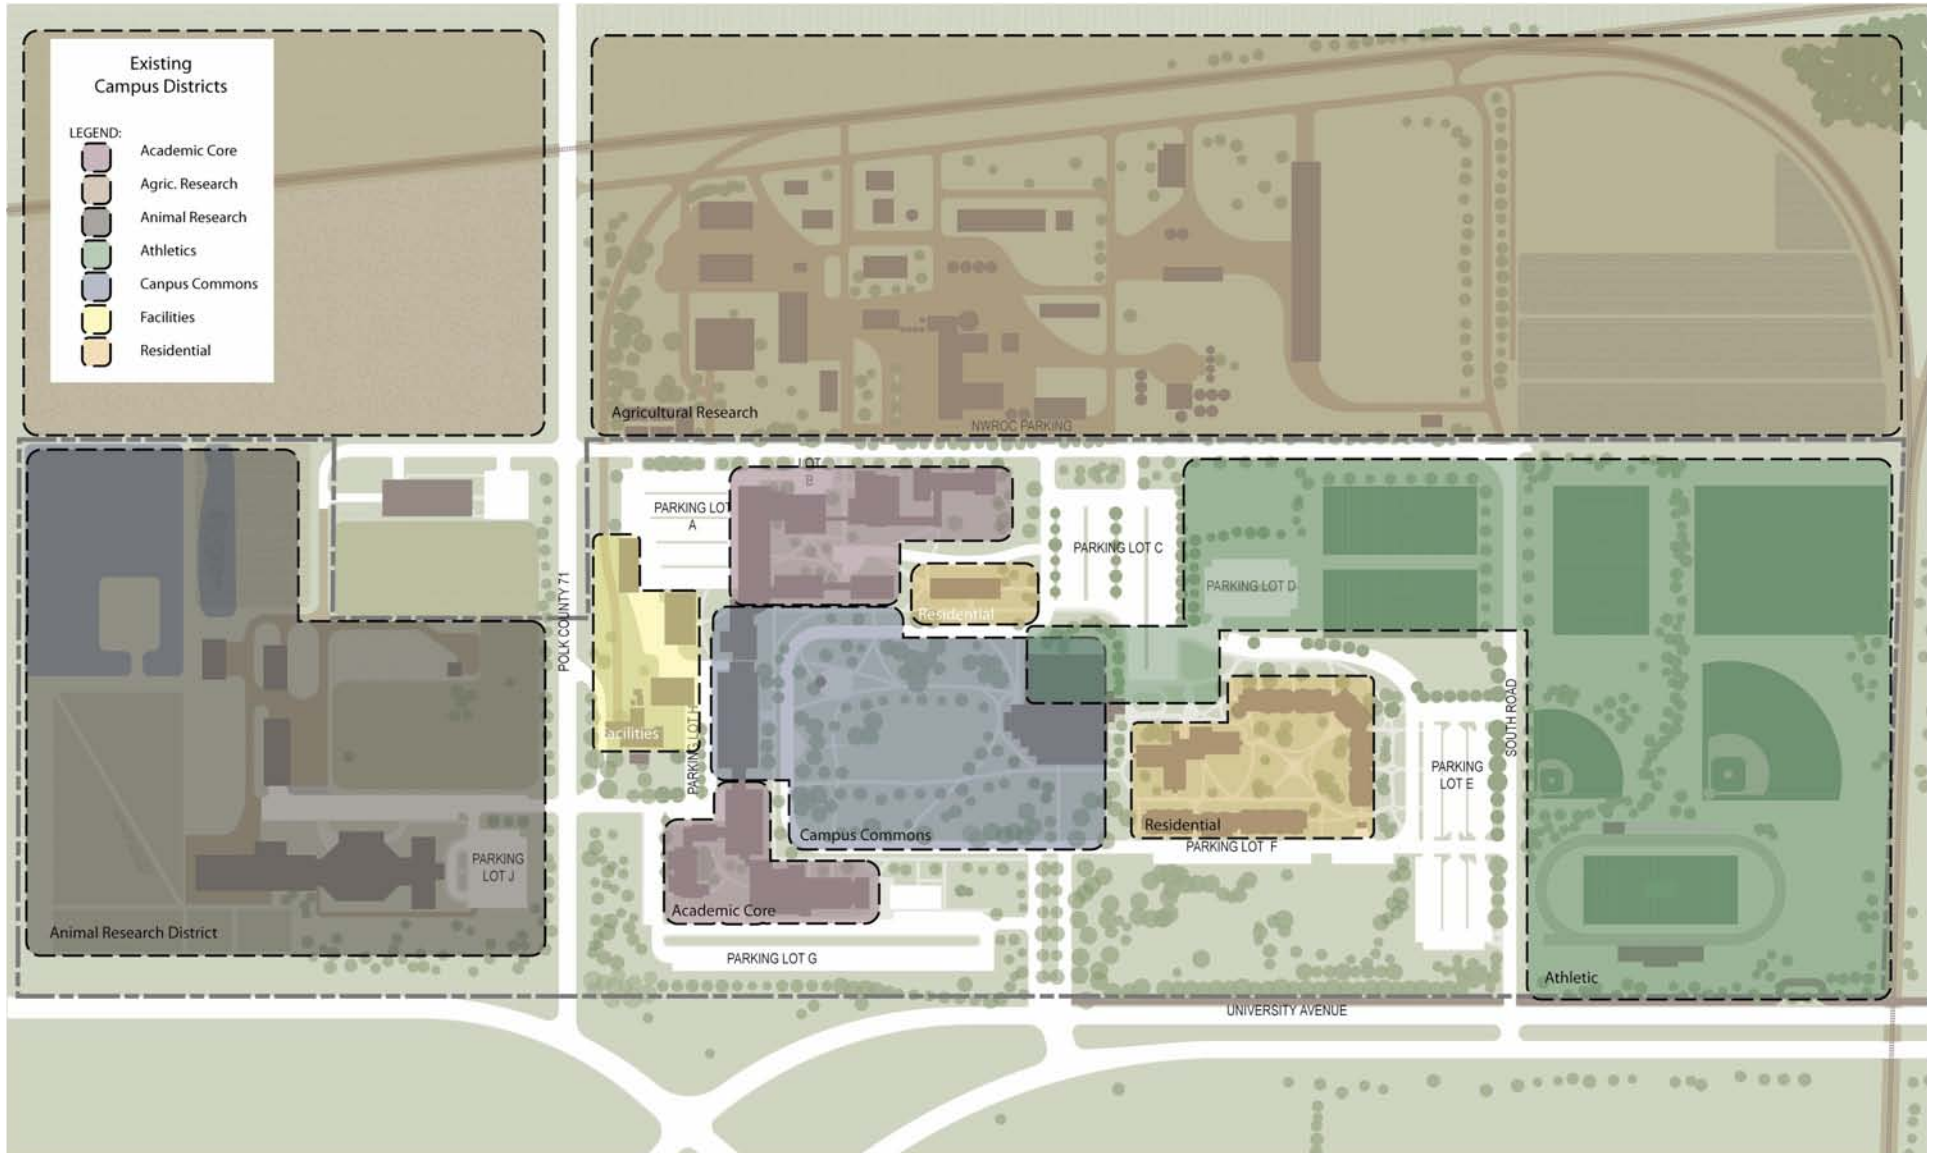 Existing
Campus Districts
LEGEND:
Academic Core
Agric. Research
Animal Research
Athletics
Canpus Commons
Facilities
Residential
Agricultural Research
NWROC PARKING
LOT
B
PARKING LOT
A
PARKING LOT C
PARKING LOT D
Residential
POLK COUNTY 71
Facilities
PARKING LOT H
SOUTH ROAD
PARKING
LOT E
Campus Commons
Residential
PARKING LOT F
PARKING
LOT J
Academic Core
Animal Research District
PARKING LOT G
Athletic
UNIVERSITY AVENUE